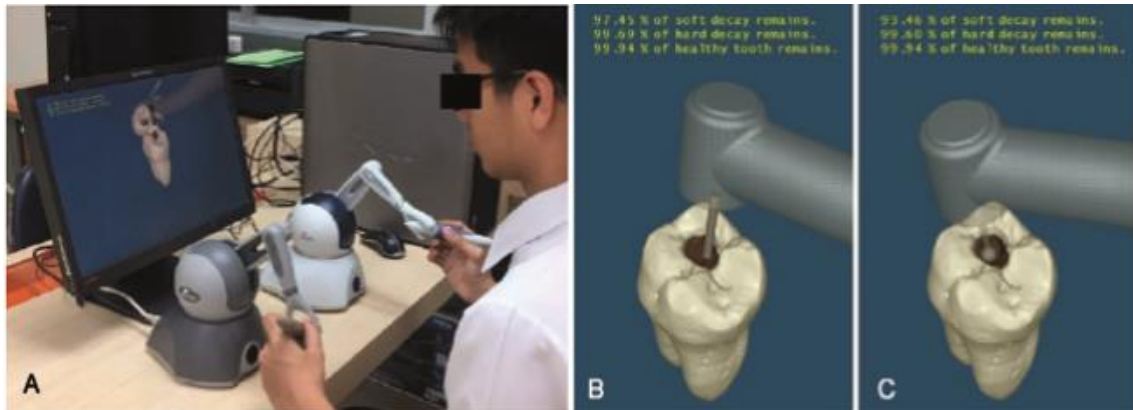 A
97.45 % of soft decay remains.
99.69 % of hard decay remains.
99.94 % of healthy tooth remains.
B
93.46 % of soft decay remains.
99.60 % of hard decay remains.
99.94 % of healthy tooth remains.
C